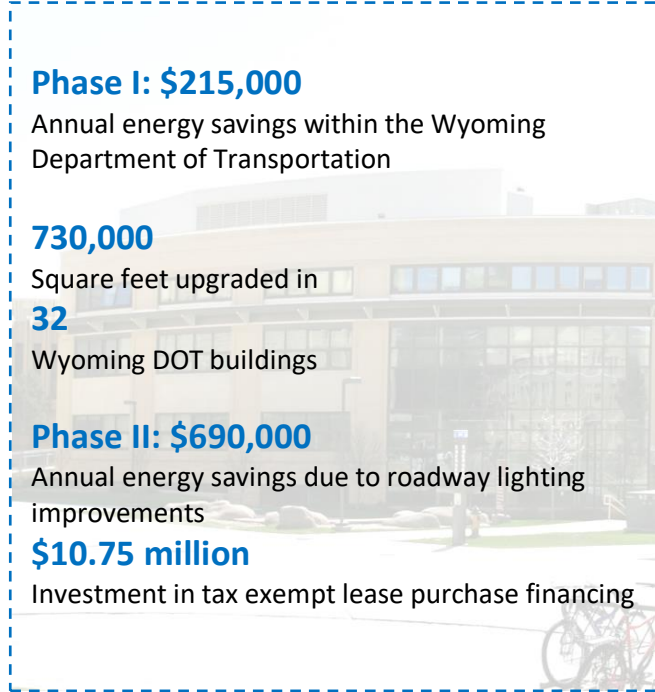 Phase I: $215,000
Annual energy savings within the Wyoming
Department of Transportation
730,000
Square feet upgraded in
32
Wyoming DOT buildings
Phase II: $690,000
Annual energy savings due to roadway lighting
improvements
$10.75 million
Investment in tax exempt lease purchase financing